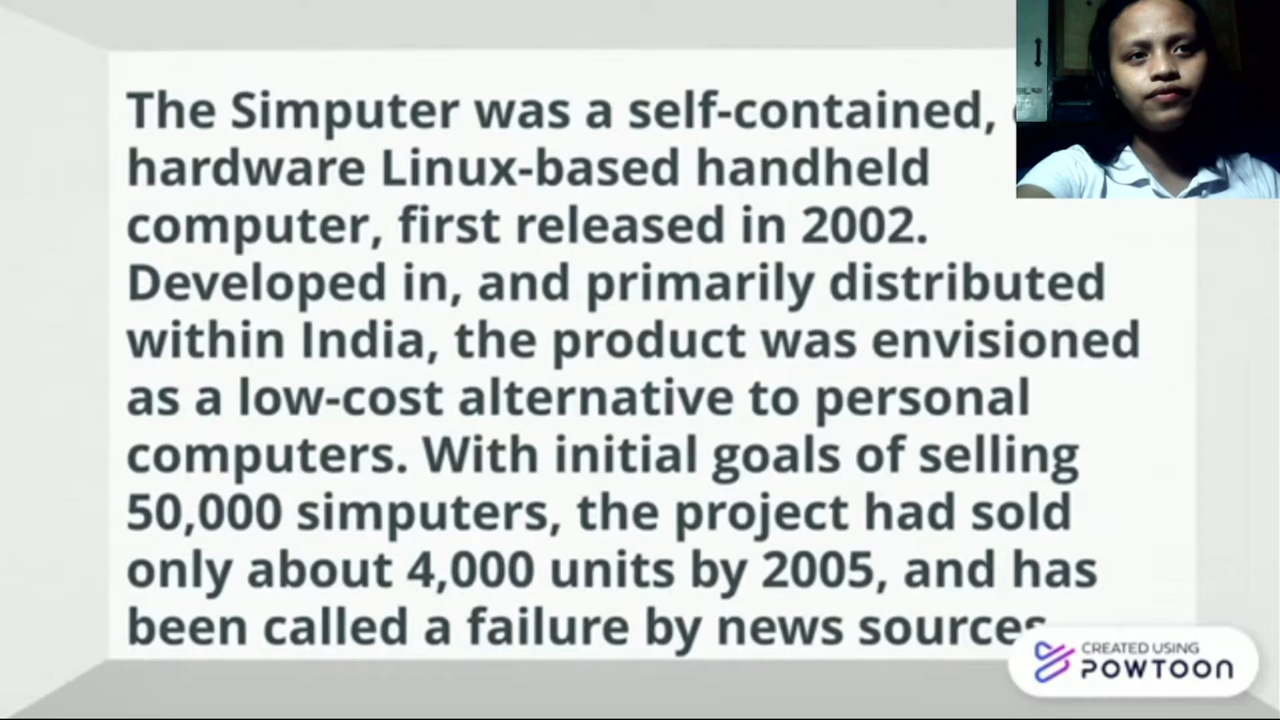 The Simputer was a self-contained,
hardware Linux-based handheld
computer, first released in 2002.
Developed in, and primarily distributed
within India, the product was envisioned
as a low-cost alternative to personal
computers. With initial goals of selling
50,000 simputers, the project had sold
only about 4,000 units by 2005, and has
been called a failure by news sources
CREATED USING
POWTOON